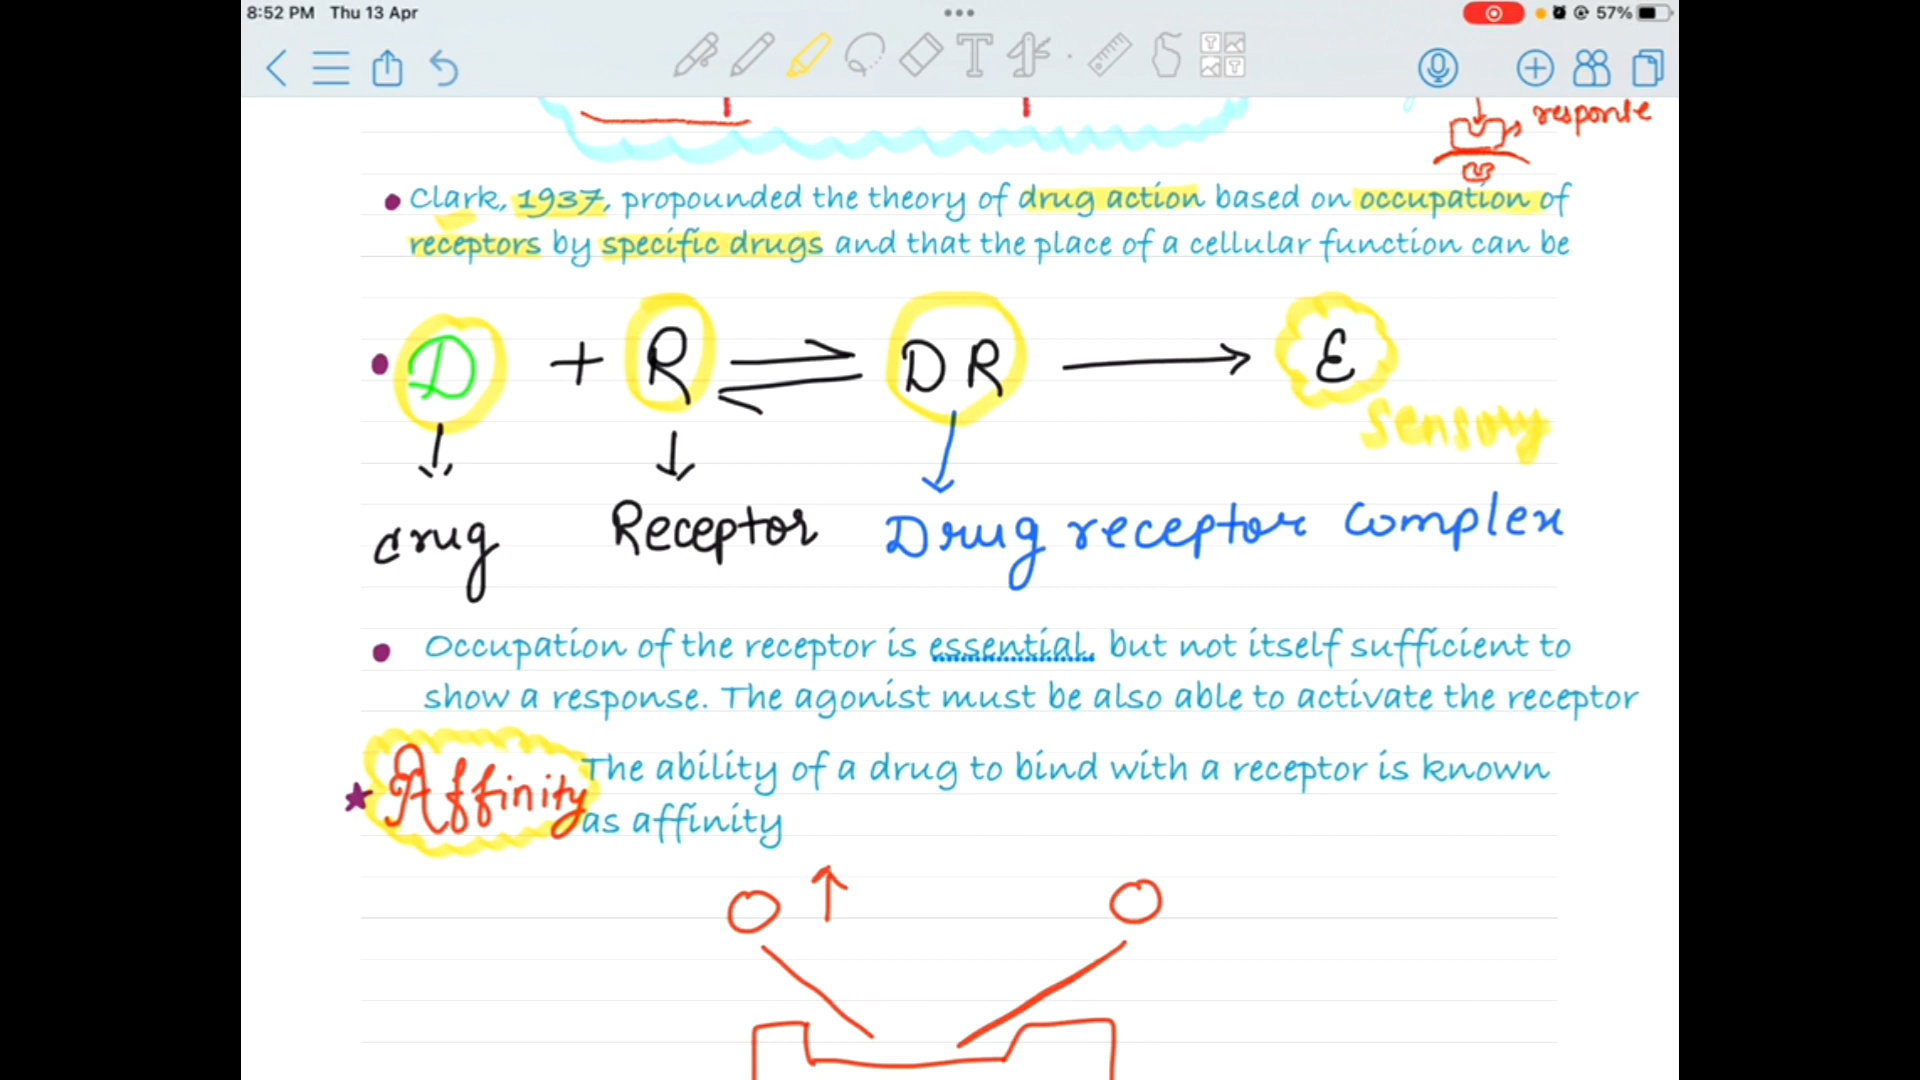 8:52 PM Thu 13 Apr
57%
response
Clark, 1937, propounded the theory of drug action based on occupation of
receptors by specific drugs and that the place of a cellular function can be
D + R ⇌ DR → E
Sensory
drug Receptor Drug receptor Complex
Occupation of the receptor is essential, but not itself sufficient to
show a response. The agonist must be also able to activate the receptor
Affinity The ability of a drug to bind with a receptor is known
as affinity